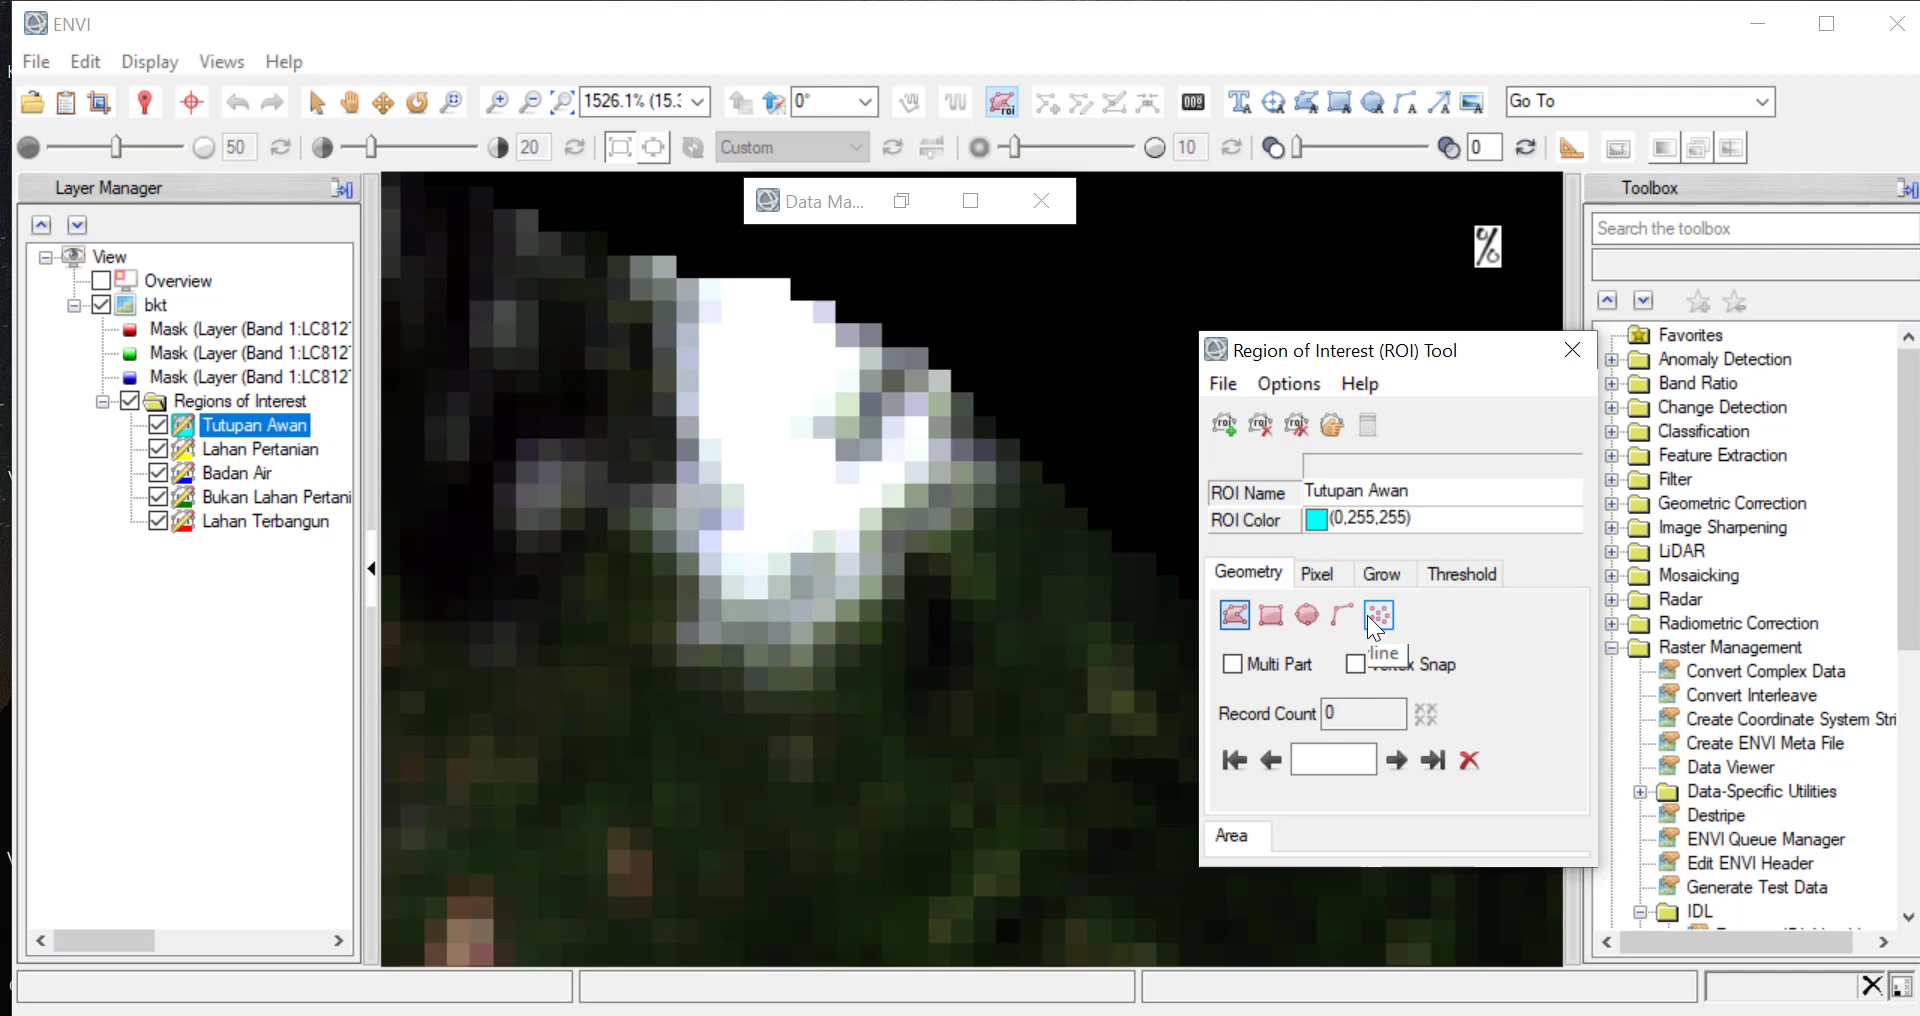 ENVI
File Edit Display Views Help
1526.1% (15.:
0°
roi
Go To
50
20
Custom
10
0
Layer Manager
Data Ma...
Toolbox
Search the toolbox
View
Overview
bkt
Mask (Layer (Band 1:LC812
Mask (Layer (Band 1:LC812
Mask (Layer (Band 1:LC812
Regions of Interest
Tutupan Awan
Lahan Pertanian
Badan Air
Bukan Lahan Pertani
Lahan Terbangun
%
Region of Interest (ROI) Tool
File Options Help
ROI Name Tutupan Awan
ROI Color (0,255,255)
Geometry Pixel Grow Threshold
line
Multi Part Snap
Record Count 0
Area
Favorites
Anomaly Detection
Band Ratio
Change Detection
Classification
Feature Extraction
Filter
Geometric Correction
Image Sharpening
LiDAR
Mosaicking
Radar
Radiometric Correction
Raster Management
Convert Complex Data
Convert Interleave
Create Coordinate System Stri
Create ENVI Meta File
Data Viewer
Data-Specific Utilities
Destripe
ENVI Queue Manager
Edit ENVI Header
Generate Test Data
IDL